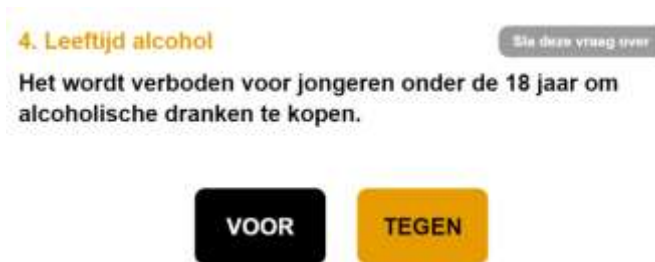 4. Leeftijd alcohol
Sla deze vraag over
Het wordt verboden voor jongeren onder de 18 jaar om
alcoholische dranken te kopen.
VOOR
TEGEN